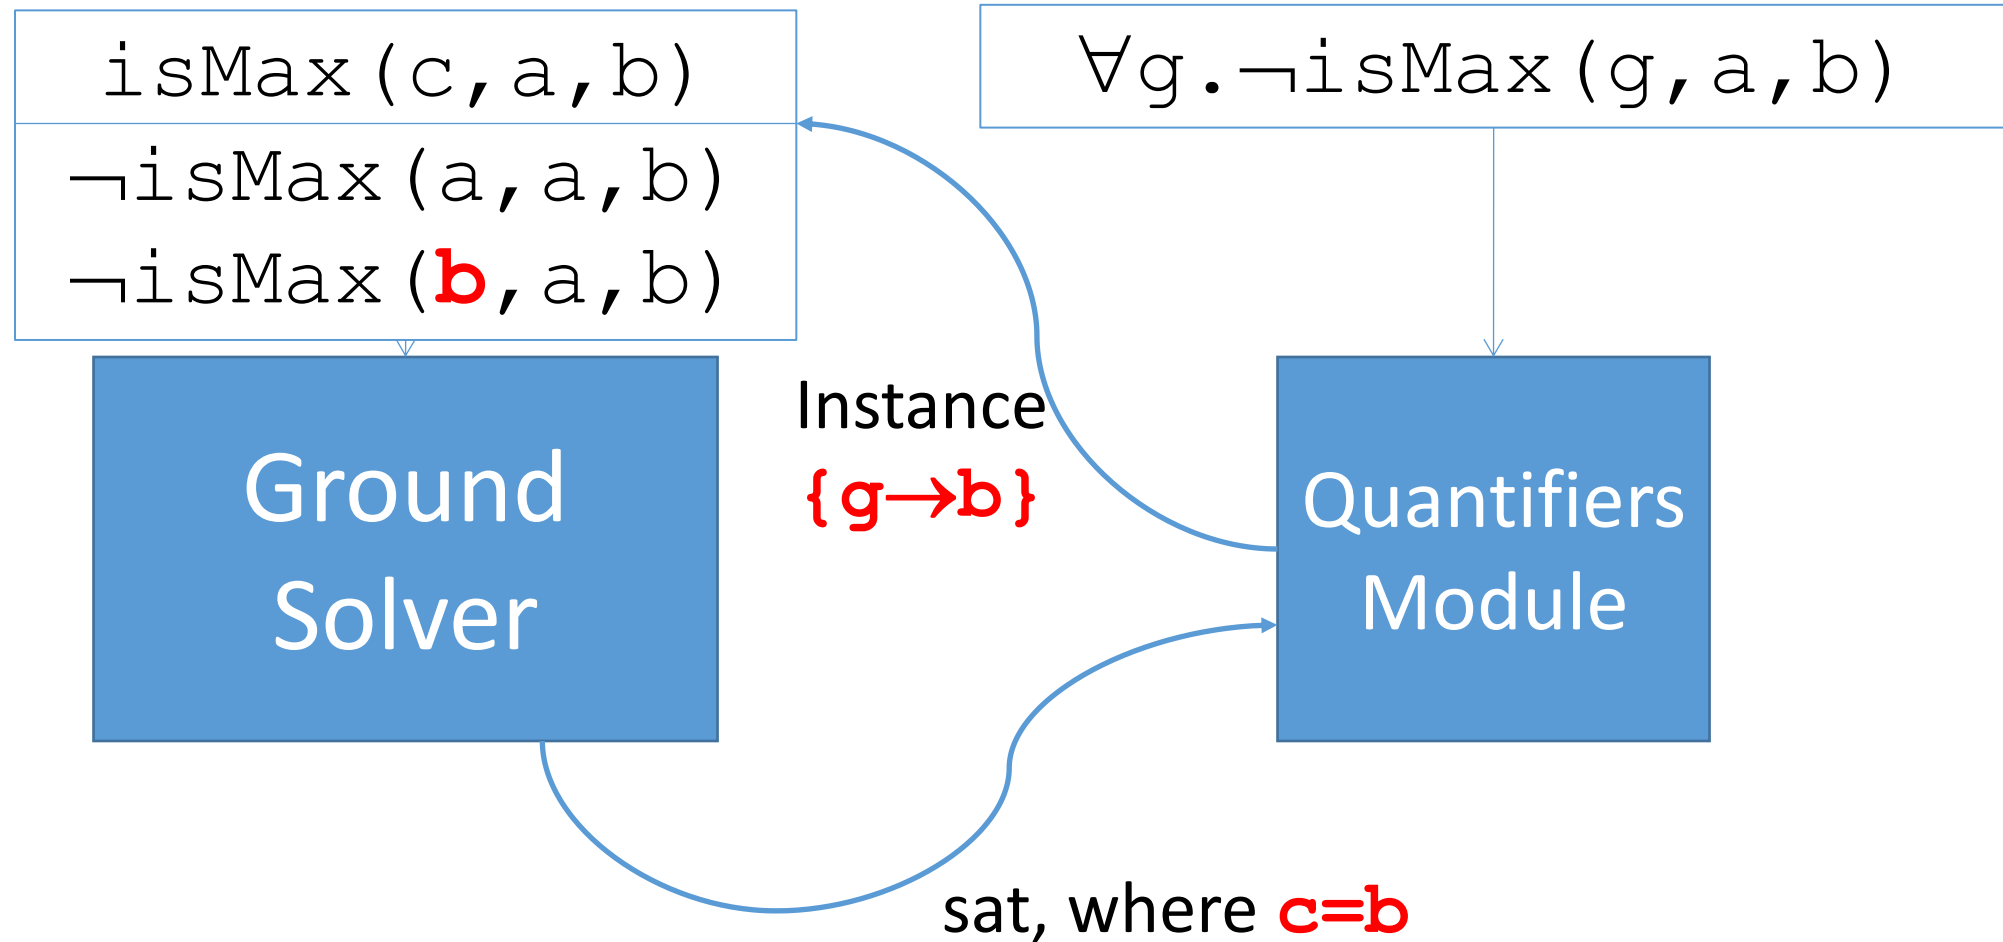 isMax(c,a,b)
∀g.¬isMax(g,a,b)
¬isMax(a,a,b)
¬isMax(b,a,b)
Instance
{g→b}
Ground
Solver
Quantifiers
Module
sat, where c=b